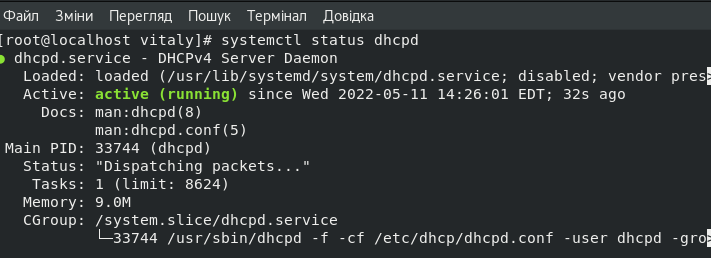 Файл Зміни Перегляд Пошук Термінал Довідка
[root@localhost vitaly]# systemctl status dhcpd
● dhcpd.service - DHCPv4 Server Daemon
Loaded: loaded (/usr/lib/systemd/system/dhcpd.service; disabled; vendor pres>
Active: active (running) since Wed 2022-05-11 14:26:01 EDT; 32s ago
Docs: man:dhcpd(8)
man:dhcpd.conf(5)
Main PID: 33744 (dhcpd)
Status: "Dispatching packets..."
Tasks: 1 (limit: 8624)
Memory: 9.0M
CGroup: /system.slice/dhcpd.service
└─33744 /usr/sbin/dhcpd -f -cf /etc/dhcp/dhcpd.conf -user dhcpd -gro>